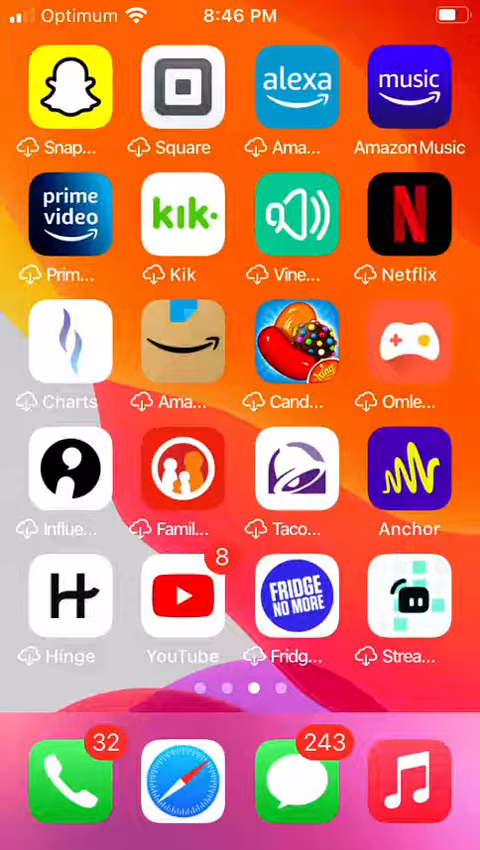 Optimum 8:46 PM
alexa music
Snap... Square Ama... Amazon Music
prime
video kik.
Prim... Kik Vine... Netflix
N
King
Charts Ama... Cand... Omle...
Influe... Famil... Taco... Anchor
8
H FRIDGE
NO MORE
Hinge YouTube Fridg... Strea...
32 243